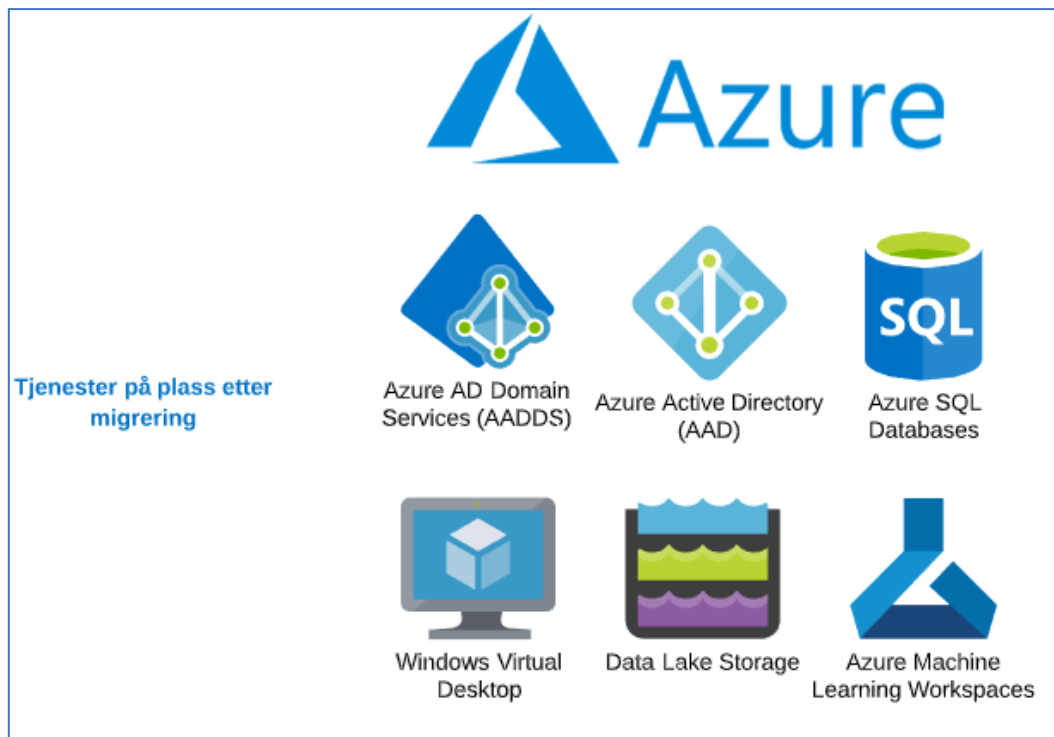 Azure
Azure AD Domain
Services (AADDS)
Azure Active Directory
(AAD)
SQL
Azure SQL
Databases
Tjenester på plass etter
migrering
Windows Virtual
Desktop
Data Lake Storage
Azure Machine
Learning Workspaces